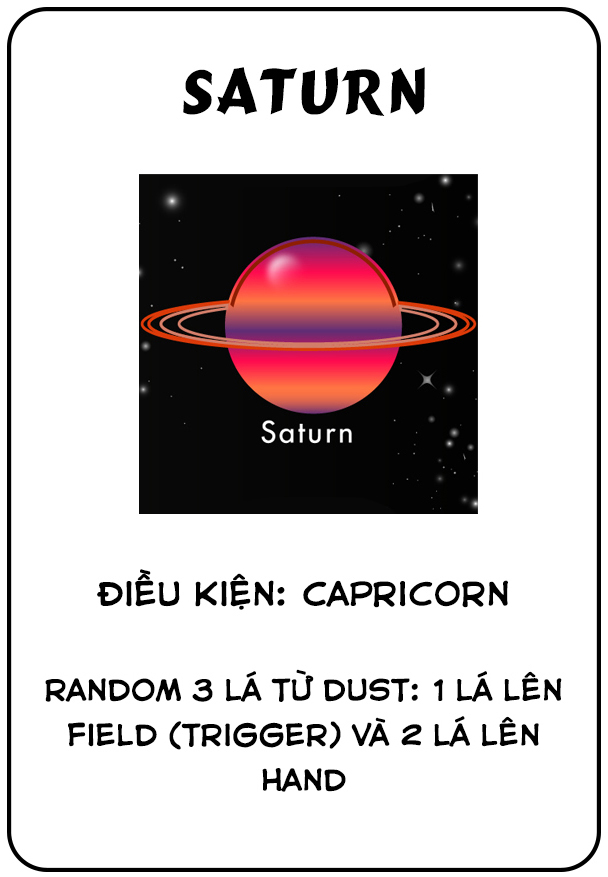 SATURN
Saturn
ĐIỀU KIỆN: CAPRICORN
RANDOM 3 LÁ TỪ DUST: 1 LÁ LÊN
FIELD (TRIGGER) VÀ 2 LÁ LÊN
HAND